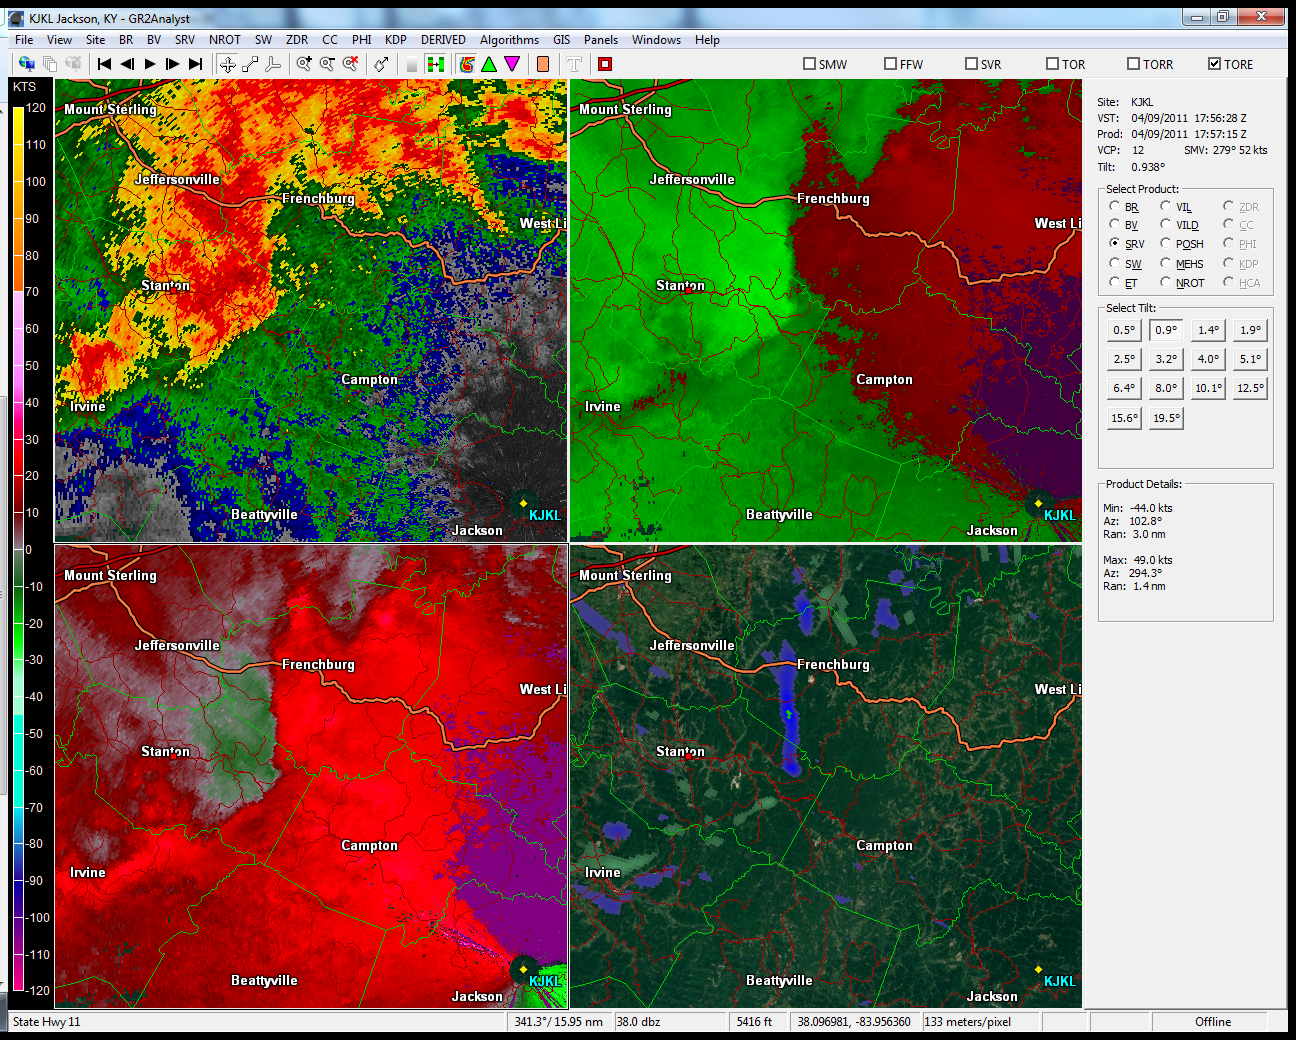 KJKL Jackson, KY - GR2Analyst
File View Site BR BV SRV NROT SW ZDR CC PHI KDP DERIVED Algorithms GIS Panels Windows Help
SMW FFW SVR TOR TORR TORE
KTS
120
110
100
90
80
70
60
50
40
30
20
10
0
-10
-20
-30
-40
-50
-60
-70
-80
-90
-100
-110
-120
Mount Sterling
Jeffersonville
Frenchburg
West Li
Stanton
Campton
Irvine
Beattyville
KJKL
Jackson
Mount Sterling
Jeffersonville
Frenchburg
West Li
Stanton
Campton
Irvine
Beattyville
KJKL
Jackson
Mount Sterling
Jeffersonville
Frenchburg
West Li
Stanton
Campton
Irvine
Beattyville
KJKL
Jackson
Mount Sterling
Jeffersonville
Frenchburg
West Li
Stanton
Campton
Irvine
Beattyville
KJKL
Jackson
Site: KJKL
VST: 04/09/2011 17:56:28 Z
Prod: 04/09/2011 17:57:15 Z
VCP: 12 SMV: 279° 52 kts
Tilt: 0.938°
Select Product:
BR VIL ZDR
BV VILD CC
SRV POSH PHI
SW MEHS KDP
ET NROT HCA
Select Tilt:
0.5° 0.9° 1.4° 1.9°
2.5° 3.2° 4.0° 5.1°
6.4° 8.0° 10.1° 12.5°
15.6° 19.5°
Product Details:
Min: -44.0 kts
Az: 102.8°
Ran: 3.0 nm
Max: 49.0 kts
Az: 294.3°
Ran: 1.4 nm
State Hwy 11 341.3°/ 15.95 nm 38.0 dbz 5416 ft 38.096981, -83.956360 133 meters/pixel Offline